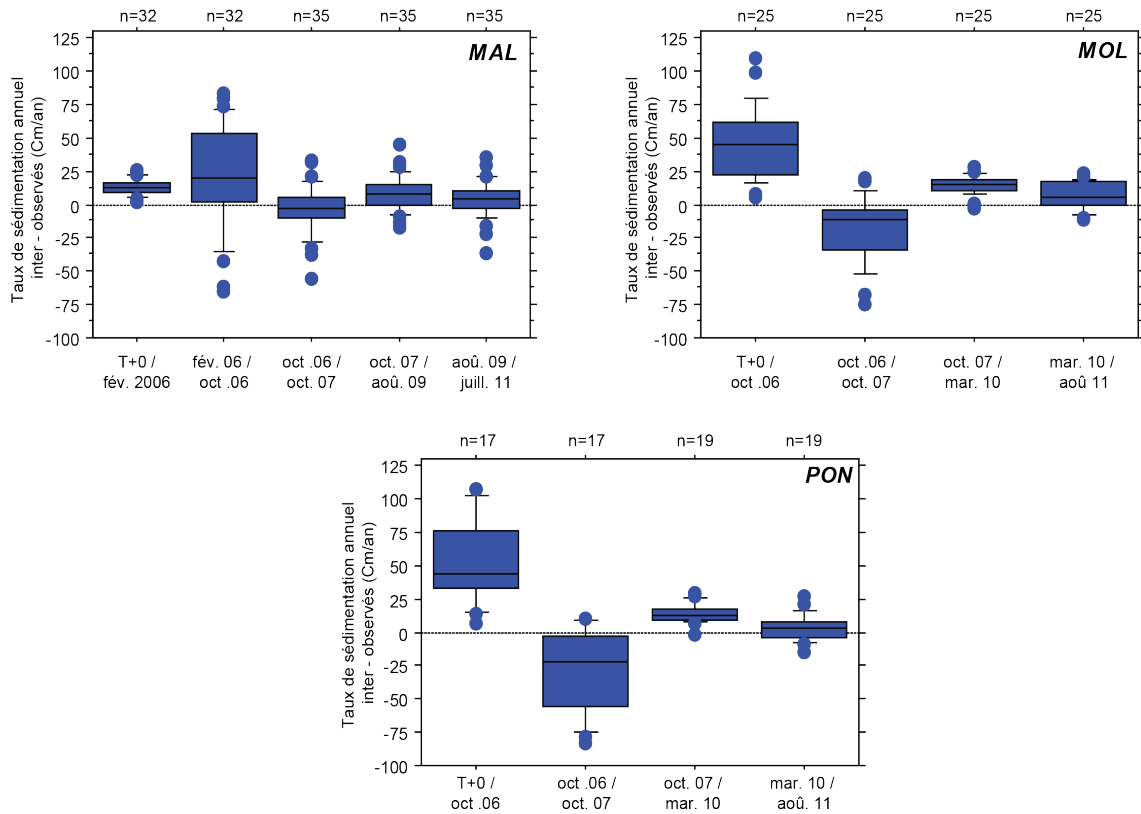 n=32 n=32 n=35 n=35 n=35
MAL
125
100
75
50
25
0
-25
-50
-75
-100
Taux de sédimentation annuel
inter - observés (Cm/an)
T+0 / fév. 06 / oct .06 / oct. 07 / aoû. 09 /
fév. 2006 oct .06 oct. 07 aoû. 09 juill. 11
n=25 n=25 n=25 n=25
MOL
125
100
75
50
25
0
-25
-50
-75
-100
Taux de sédimentation annuel
inter - observés (Cm/an)
T+0 / oct .06 / oct. 07 / mar. 10 /
oct .06 oct. 07 mar. 10 aoû 11
n=17 n=17 n=19 n=19
PON
125
100
75
50
25
0
-25
-50
-75
-100
Taux de sédimentation annuel
inter - observés (Cm/an)
T+0 / oct .06 / oct. 07 / mar. 10 /
oct .06 oct. 07 mar. 10 aoû. 11